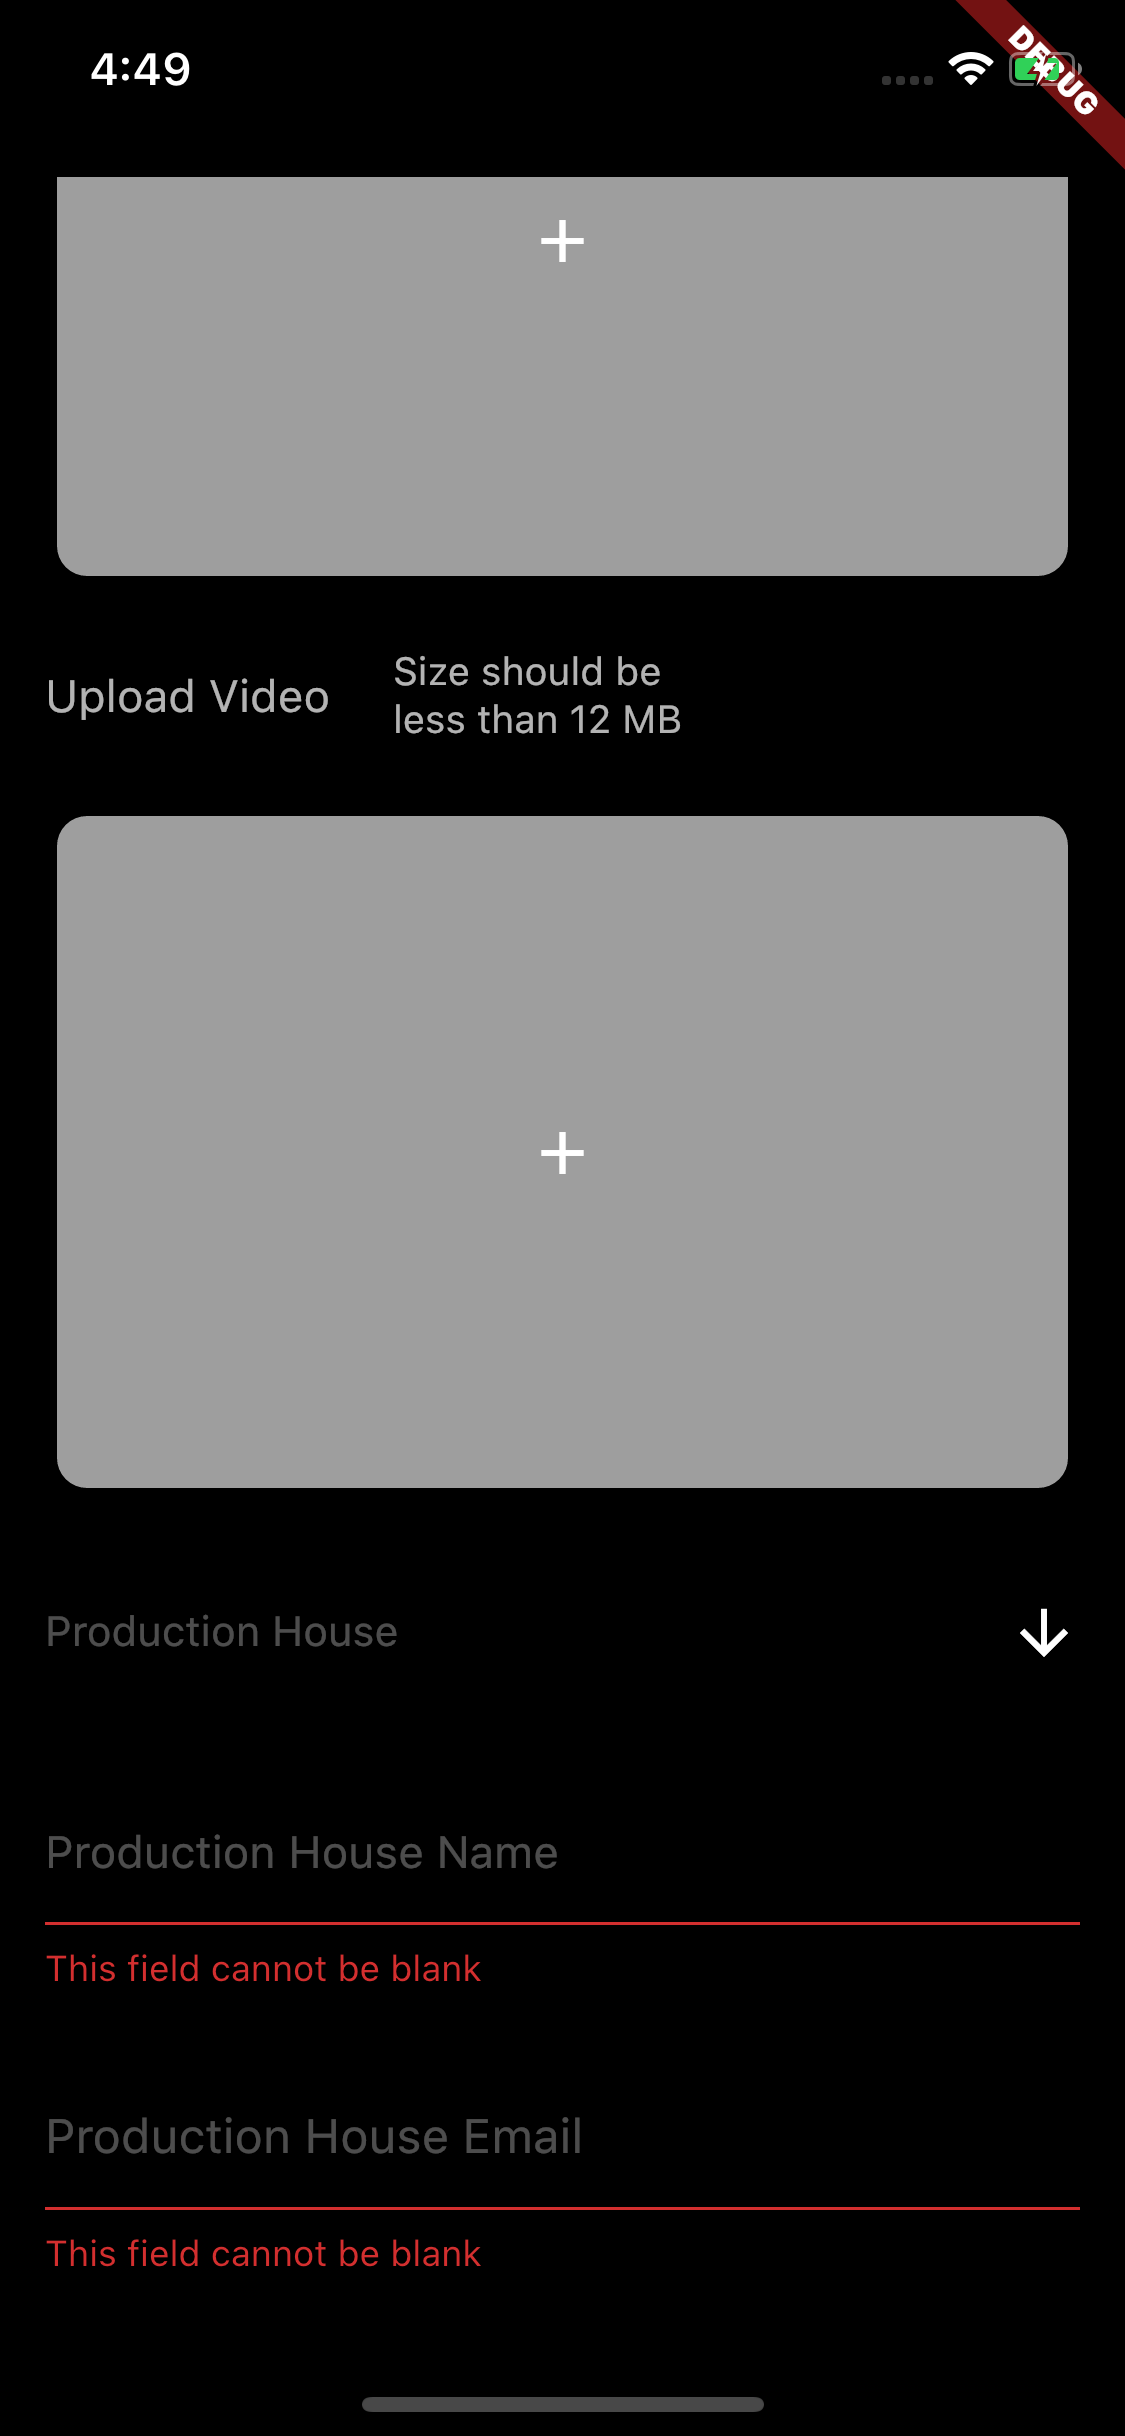 4:49
DEBUG
Upload Video
Size should be
less than 12 MB
Production House
Production House Name
This field cannot be blank
Production House Email
This field cannot be blank